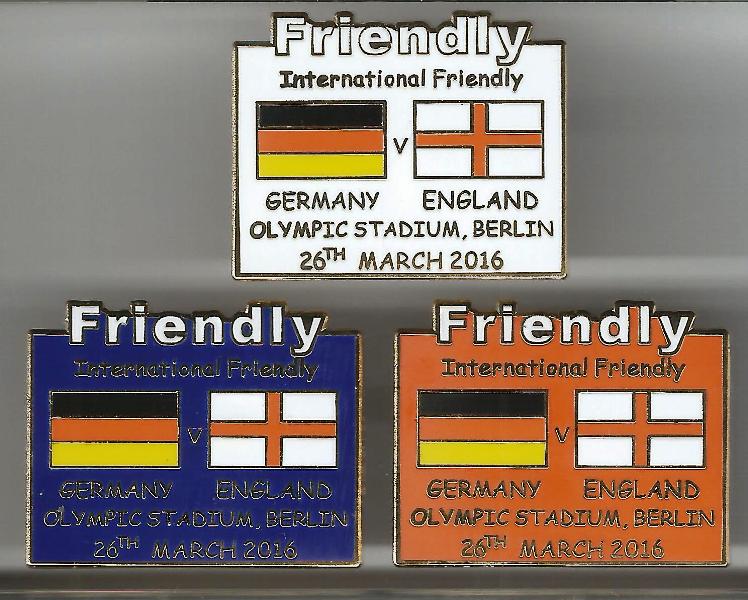 Friendly
International Friendly
V
GERMANY ENGLAND
OLYMPIC STADIUM, BERLIN
26TH MARCH 2016
Friendly
International Friendly
V
GERMANY ENGLAND
OLYMPIC STADIUM, BERLIN
26TH MARCH 2016
Friendly
International Friendly
V
GERMANY ENGLAND
OLYMPIC STADIUM, BERLIN
26TH MARCH 2016